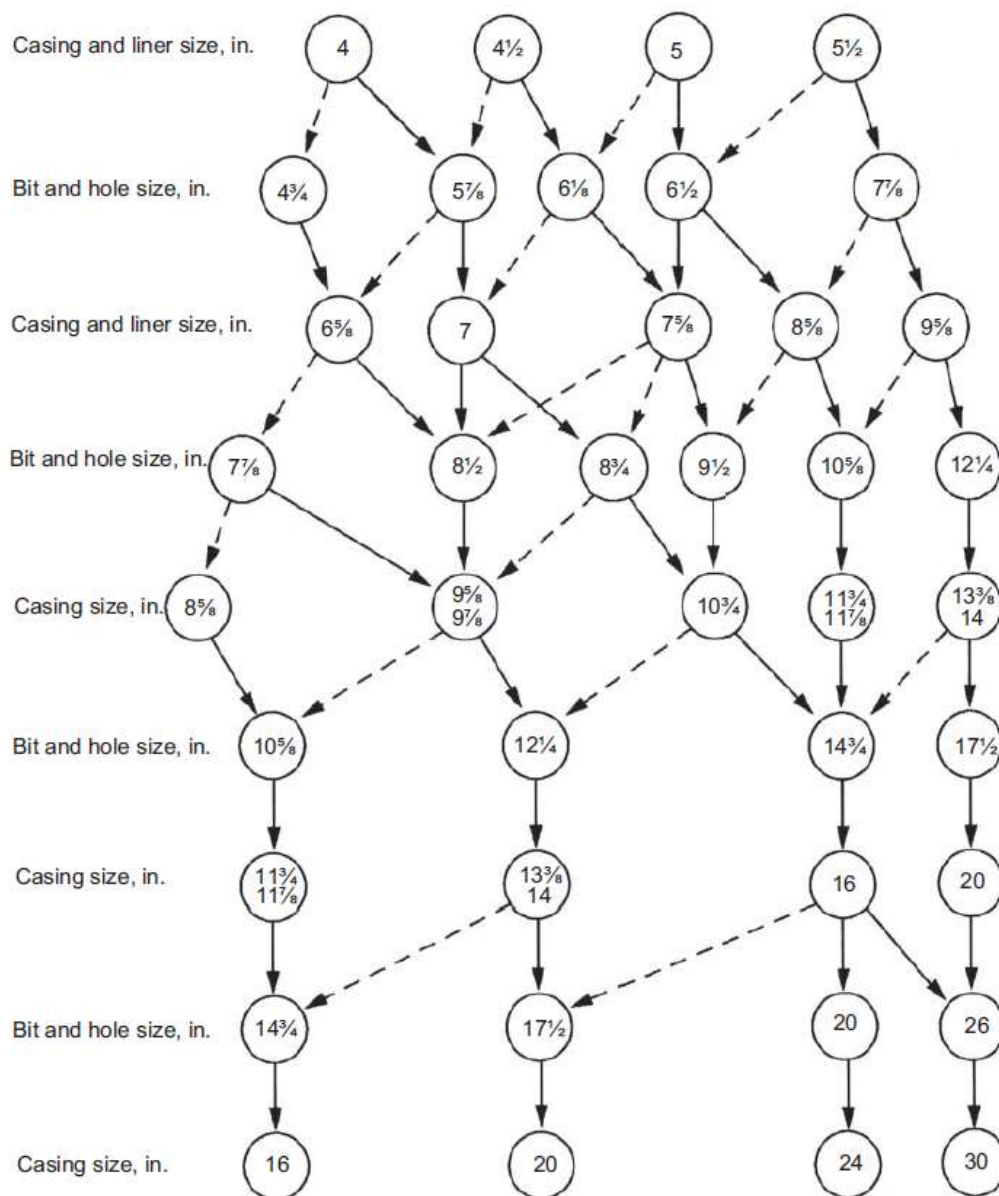 Casing and liner size, in. 4 4½ 5 5½
Bit and hole size, in. 4¾ 5⅞ 6⅛ 6½ 7⅞
Casing and liner size, in. 6⅝ 7 7⅝ 8⅝ 9⅝
Bit and hole size, in. 7⅞ 8½ 8¾ 9½ 10⅝ 12¼
Casing size, in. 8⅝ 9⅝ 9⅞ 10¾ 11¾ 11⅞ 13⅜ 14
Bit and hole size, in. 10⅝ 12¼ 14¾ 17½
Casing size, in. 11¾ 11⅞ 13⅜ 14 16 20
Bit and hole size, in. 14¾ 17½ 20 26
Casing size, in. 16 20 24 30